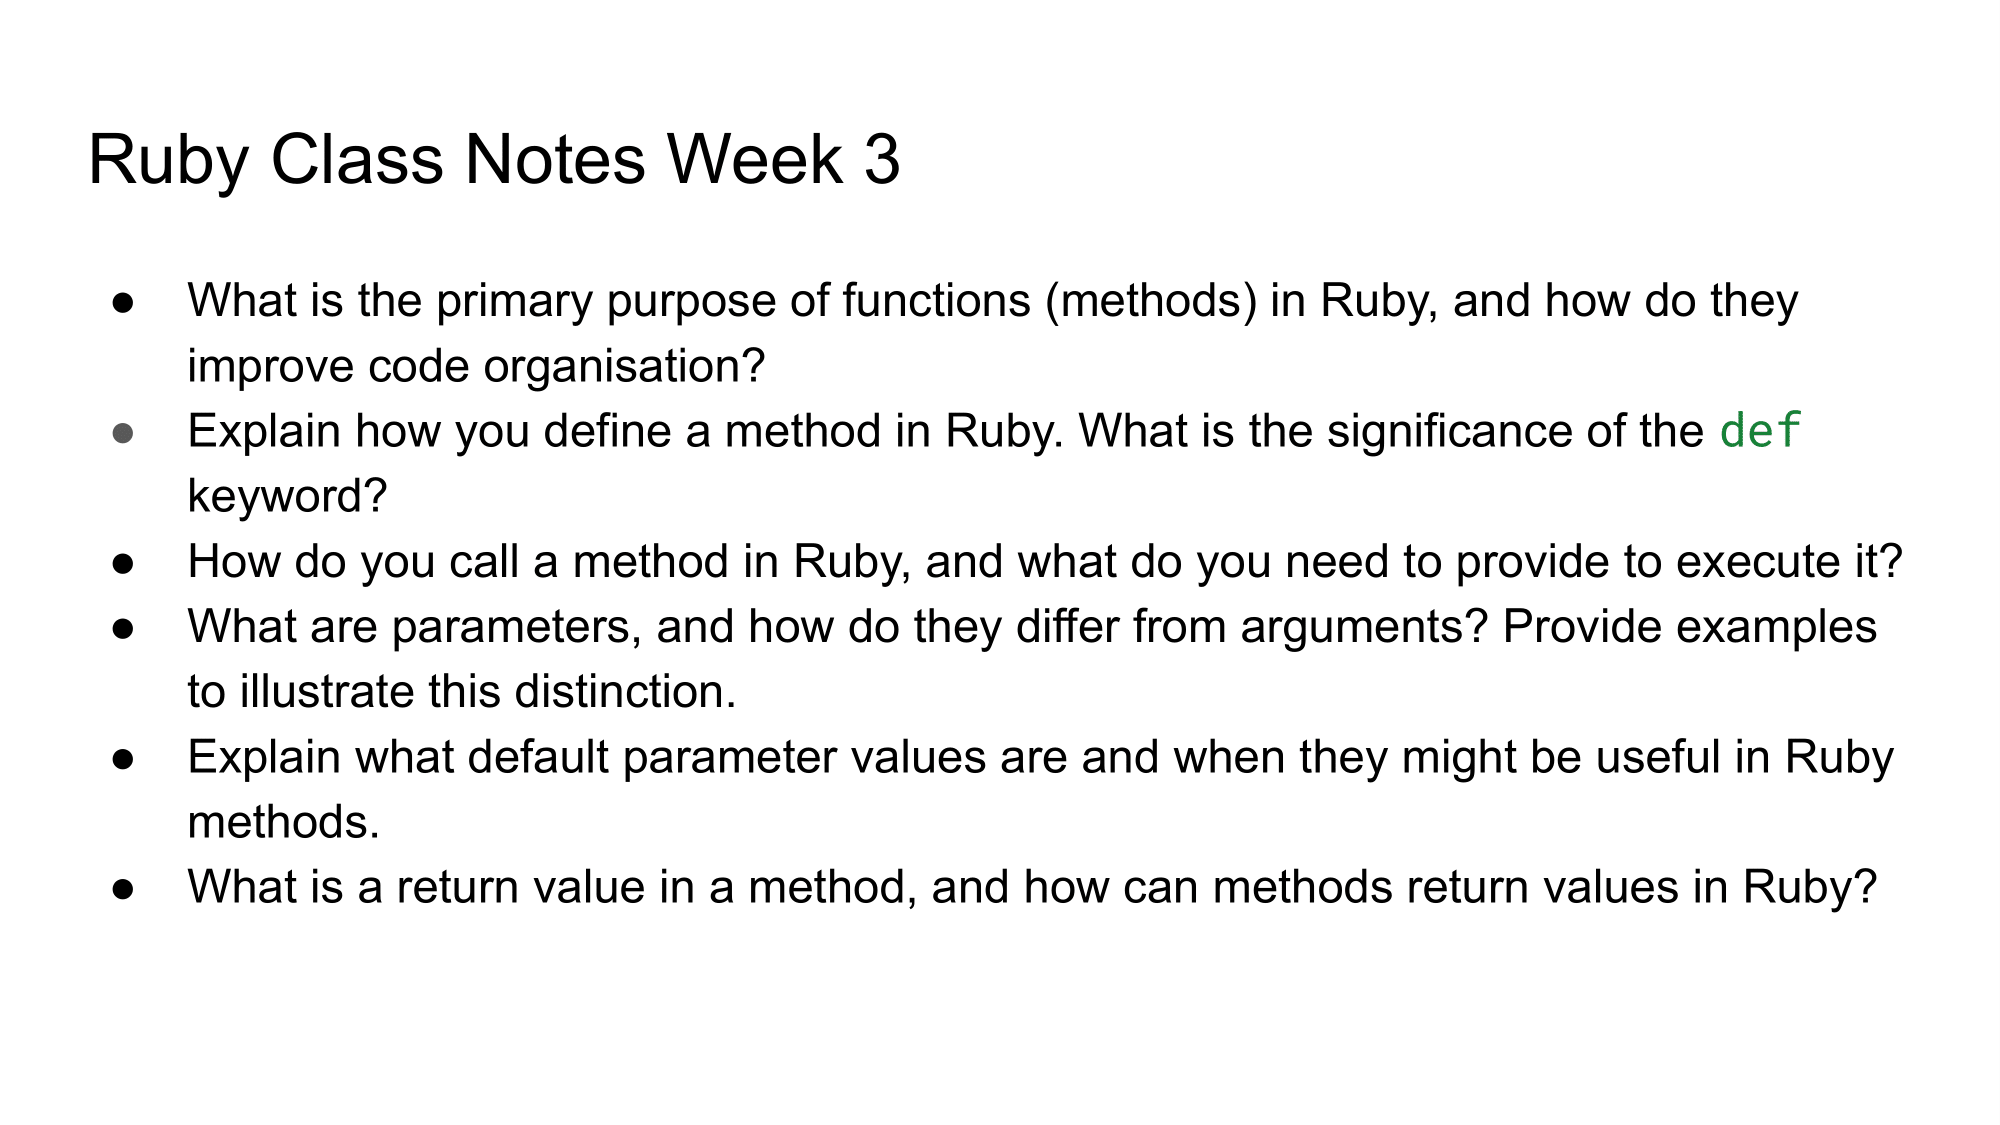 Ruby Class Notes Week 3
● What is the primary purpose of functions (methods) in Ruby, and how do they
improve code organisation?
● Explain how you define a method in Ruby. What is the significance of the def
keyword?
● How do you call a method in Ruby, and what do you need to provide to execute it?
● What are parameters, and how do they differ from arguments? Provide examples
to illustrate this distinction.
● Explain what default parameter values are and when they might be useful in Ruby
methods.
● What is a return value in a method, and how can methods return values in Ruby?